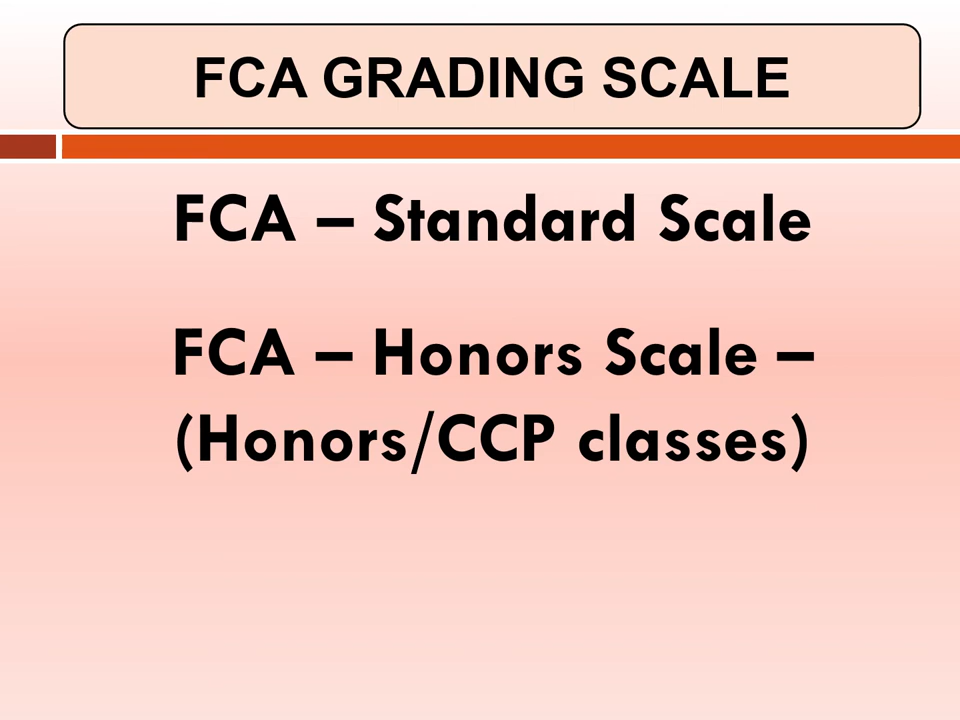 FCA GRADING SCALE
FCA – Standard Scale
FCA – Honors Scale –
(Honors/CCP classes)